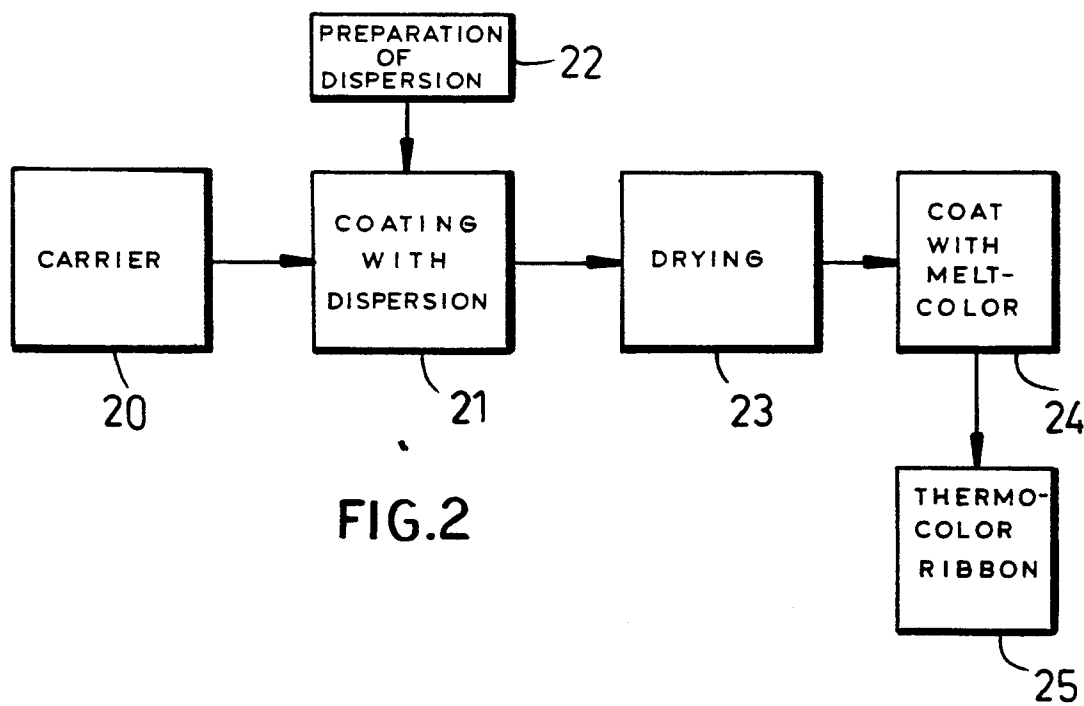 PREPARATION
OF
DISPERSION
22
CARRIER
20
COATING
WITH
DISPERSION
21
DRYING
23
COAT
WITH
MELT-
COLOR
24
THERMO-
COLOR
RIBBON
25
FIG.2